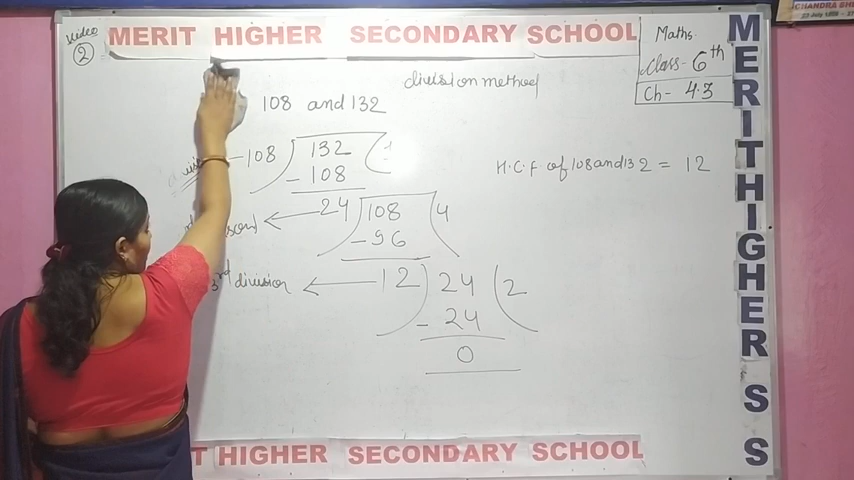 video
2
MERIT HIGHER SECONDARY SCHOOL
Maths.
Class- 6th
Ch- 4.3
division method
108 and 132
108 ) 132 (
- 108
24 ) 108 ( 4
- 96
3rd division ← 12 ) 24 ( 2
- 24
0
H.C.F of 108 and 132 = 12
HIGHER SECONDARY SCHOOL
MERIT HIGHER S S
CHANDRA